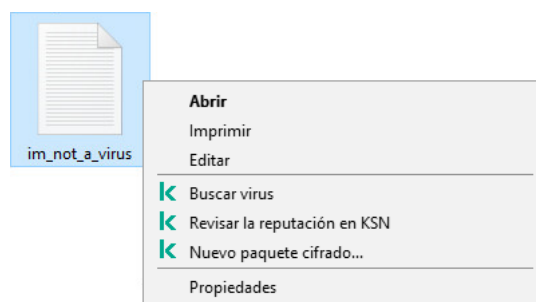 im_not_a_virus
Abrir
Imprimir
Editar
Buscar virus
Revisar la reputación en KSN
Nuevo paquete cifrado...
Propiedades